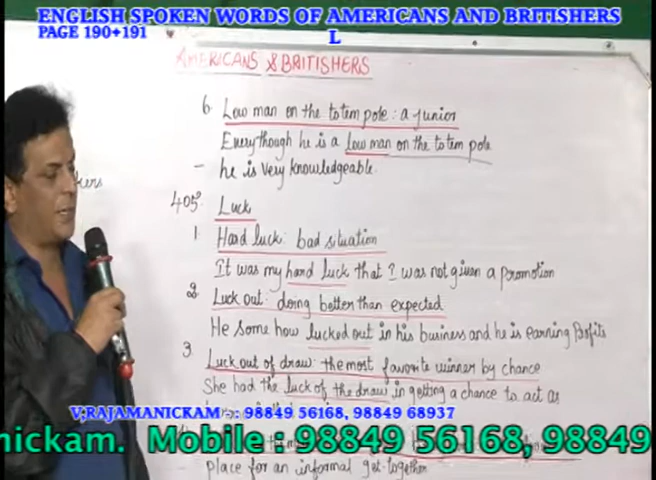 ENGLISH SPOKEN WORDS OF AMERICANS AND BRITISHERS
PAGE 190+191
L
AMERICANS & BRITISHERS
6 Low man on the totem pole: a junior
Everythough he is a low man on the totem pole
- he is very knowledgeable.
405 Luck
1. Hard luck: bad situation
It was my hard luck that I was not given a promotion
2. Luck out: doing better than expected
He some how lucked out in his business and he is earning Profits
3. Luck out of draw: the most favorite winner by chance
She had the luck of the draw in getting a chance to act as
V.RAJAMANICKAM 98849 56168, 98849 68937
nickam. Mobile : 98849 56168, 98849
place for an informal get-together